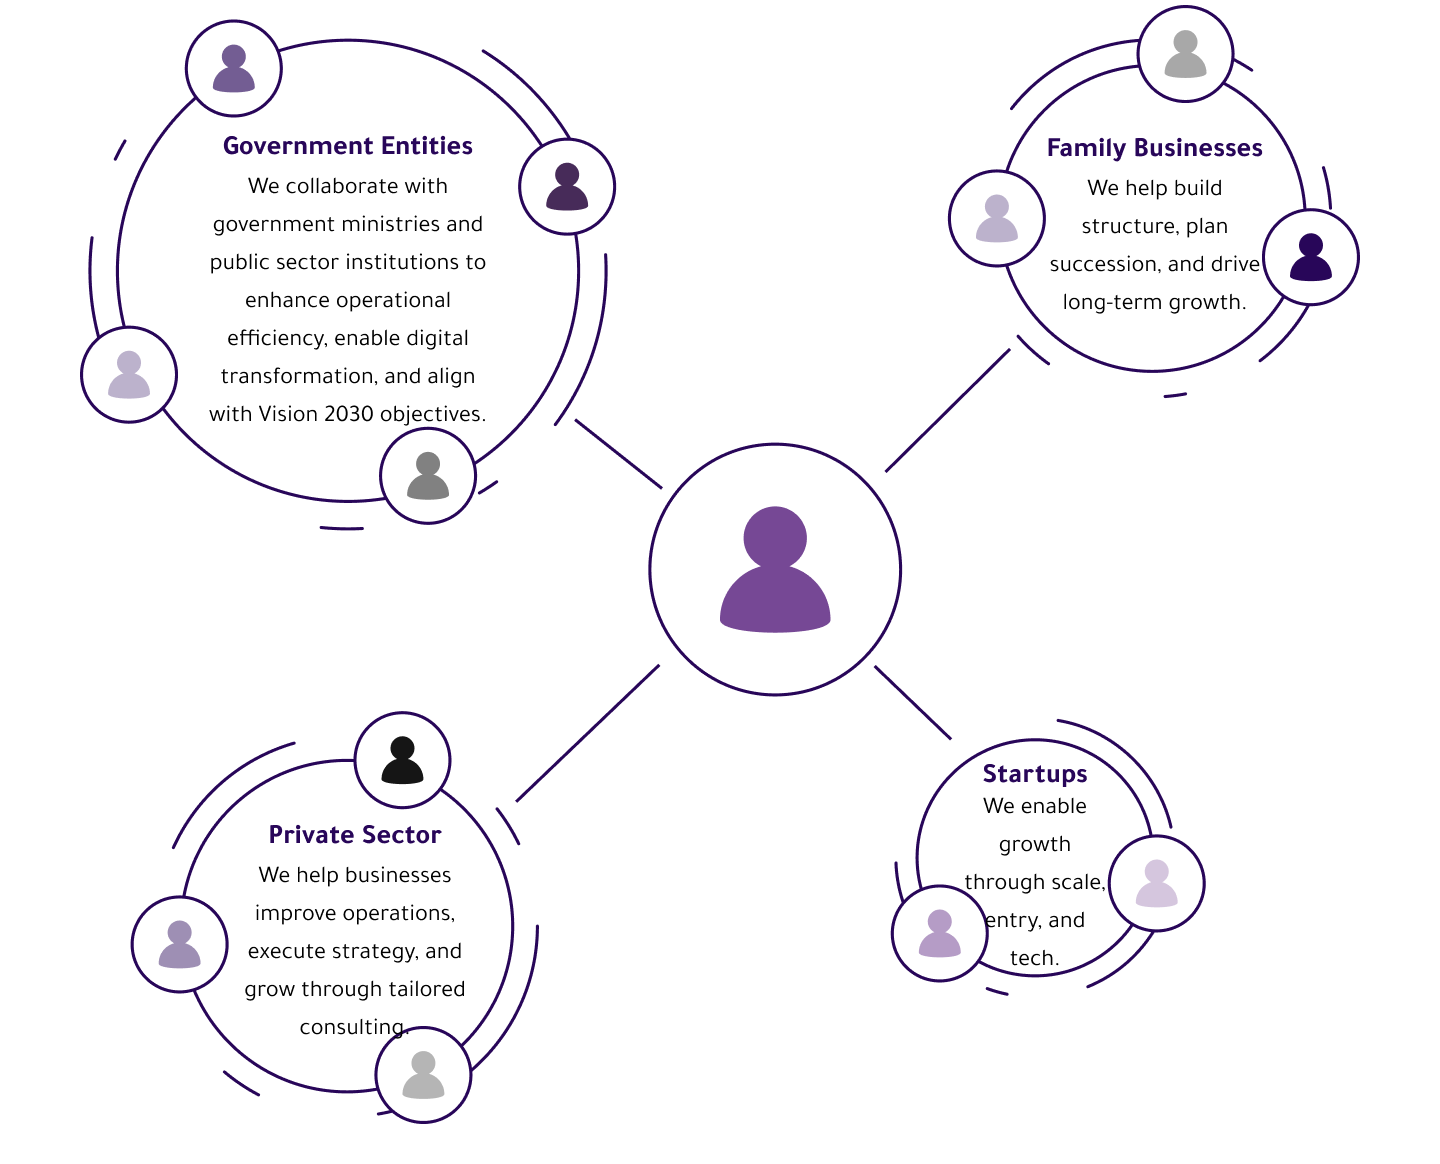 Government Entities
We collaborate with
government ministries and
public sector institutions to
enhance operational
efficiency, enable digital
transformation, and align
with Vision 2030 objectives.
Family Businesses
We help build
structure, plan
succession, and drive
long-term growth.
Private Sector
We help businesses
improve operations,
execute strategy, and
grow through tailored
consulting.
Startups
We enable
growth
through scale,
entry, and
tech.